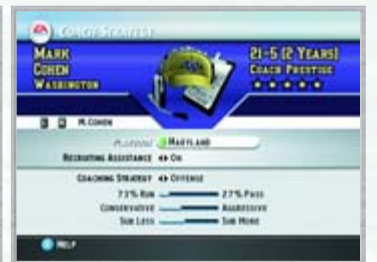 EA
Coach Strategy
Mark
Cohen
Washington
21-5 (2 Years)
Coach Prestige
M.Cohen
Playbook Maryland
Recruiting Assistance On
Coaching Strategy Offense
73% Run 27% Pass
Conservative Aggressive
Sub Less Sub More
Help